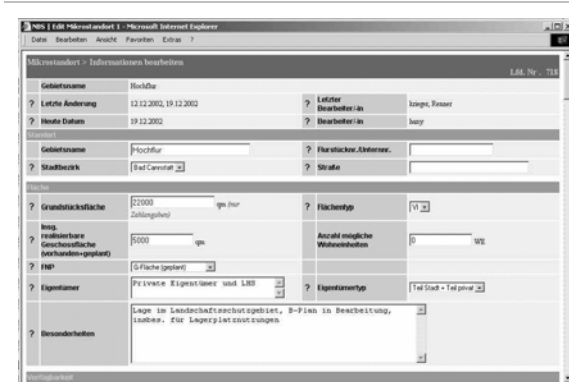 NBS | Edit Mikrostandort 1 - Microsoft Internet Explorer
Datei Bearbeiten Ansicht Favoriten Extras ?
Mikrostandort > Informationen bearbeiten
Lfd. Nr . 718
Gebietsname Hochflur
? Letzte Änderung 12.12.2002, 19.12.2002 ? Letzter Bearbeiter/-in krieger, Renner
? Heute Datum 19.12.2002 ? Bearbeiter/-in
Standort
Gebietsname Hochflur ? Flurstücknr./Unternr.
? Stadtbezirk Bad Cannstatt ? Straße
Fläche
? Grundstücksfläche 22000 qm (nur Zahlangaben) ? Flächentyp VI
? Insg. realisierbare Geschossfläche (vorhanden+geplant) 5000 qm Anzahl mögliche Wohneinheiten 0 WE
? FNP G-Fläche (geplant)
? Eigentümer Private Eigentümer und LHS ? Eigentümertyp Teil Stadt + Teil privat
? Besonderheiten Lage im Landschaftsschutzgebiet, B-Plan in Bearbeitung,
insbes. für Lagerplatznutzungen
Verfügbarkeit